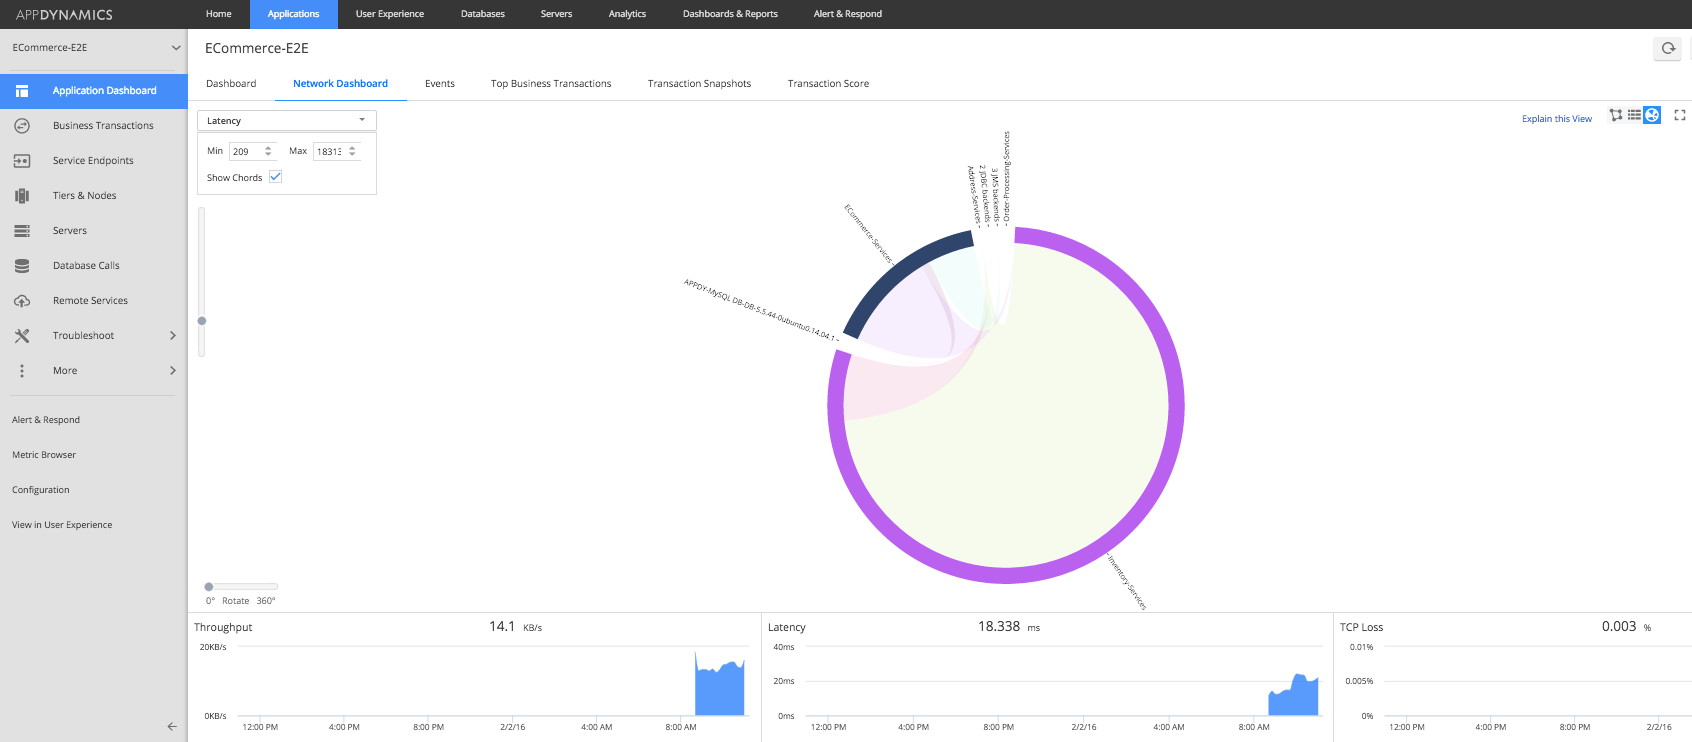 APPDYNAMICS
Home
Applications
User Experience
Databases
Servers
Analytics
Dashboards & Reports
Alert & Respond
ECommerce-E2E
Application Dashboard
Business Transactions
Service Endpoints
Tiers & Nodes
Servers
Database Calls
Remote Services
Troubleshoot
More
Alert & Respond
Metric Browser
Configuration
View in User Experience
ECommerce-E2E
Dashboard
Network Dashboard
Events
Top Business Transactions
Transaction Snapshots
Transaction Score
Latency
Min 209 Max 18313
Show Chords
Explain this View
APPDY-MySQL DB-DB-5.5.44-0ubuntu0.14.04.1
ECommerce-Services
Address-Services
2 JDBC backends
3 JMS backends
Order-Processing-Services
Inventory-Services
0° Rotate 360°
Throughput 14.1 KB/s
20KB/s
0KB/s
12:00 PM 4:00 PM 8:00 PM 2/2/16 4:00 AM 8:00 AM
Latency 18.338 ms
40ms
20ms
0ms
12:00 PM 4:00 PM 8:00 PM 2/2/16 4:00 AM 8:00 AM
TCP Loss 0.003 %
0.01%
0.005%
0%
12:00 PM 4:00 PM 8:00 PM 2/2/16